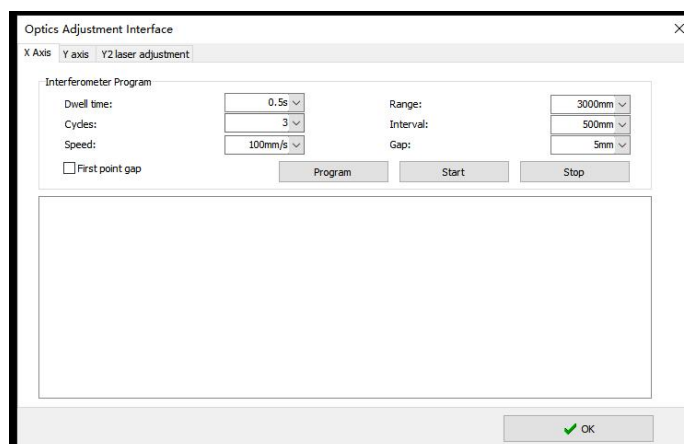 Optics Adjustment Interface
X Axis Y axis Y2 laser adjustment
Interferometer Program
Dwell time: 0.5s Range: 3000mm
Cycles: 3 Interval: 500mm
Speed: 100mm/s Gap: 5mm
First point gap Program Start Stop
OK